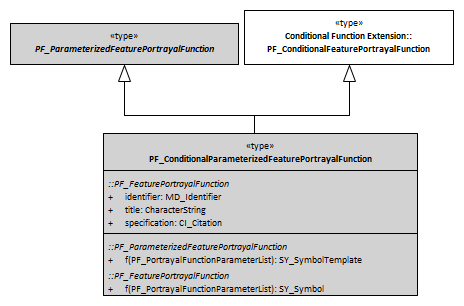 «type»
PF_ParameterizedFeaturePortrayalFunction
«type»
Conditional Function Extension::
PF_ConditionalFeaturePortrayalFunction
«type»
PF_ConditionalParameterizedFeaturePortrayalFunction
::PF_FeaturePortrayalFunction
+ identifier: MD_Identifier
+ title: CharacterString
+ specification: CI_Citation
::PF_ParameterizedFeaturePortrayalFunction
+ f(PF_PortrayalFunctionParameterList): SY_SymbolTemplate
::PF_FeaturePortrayalFunction
+ f(PF_PortrayalFunctionParameterList): SY_Symbol